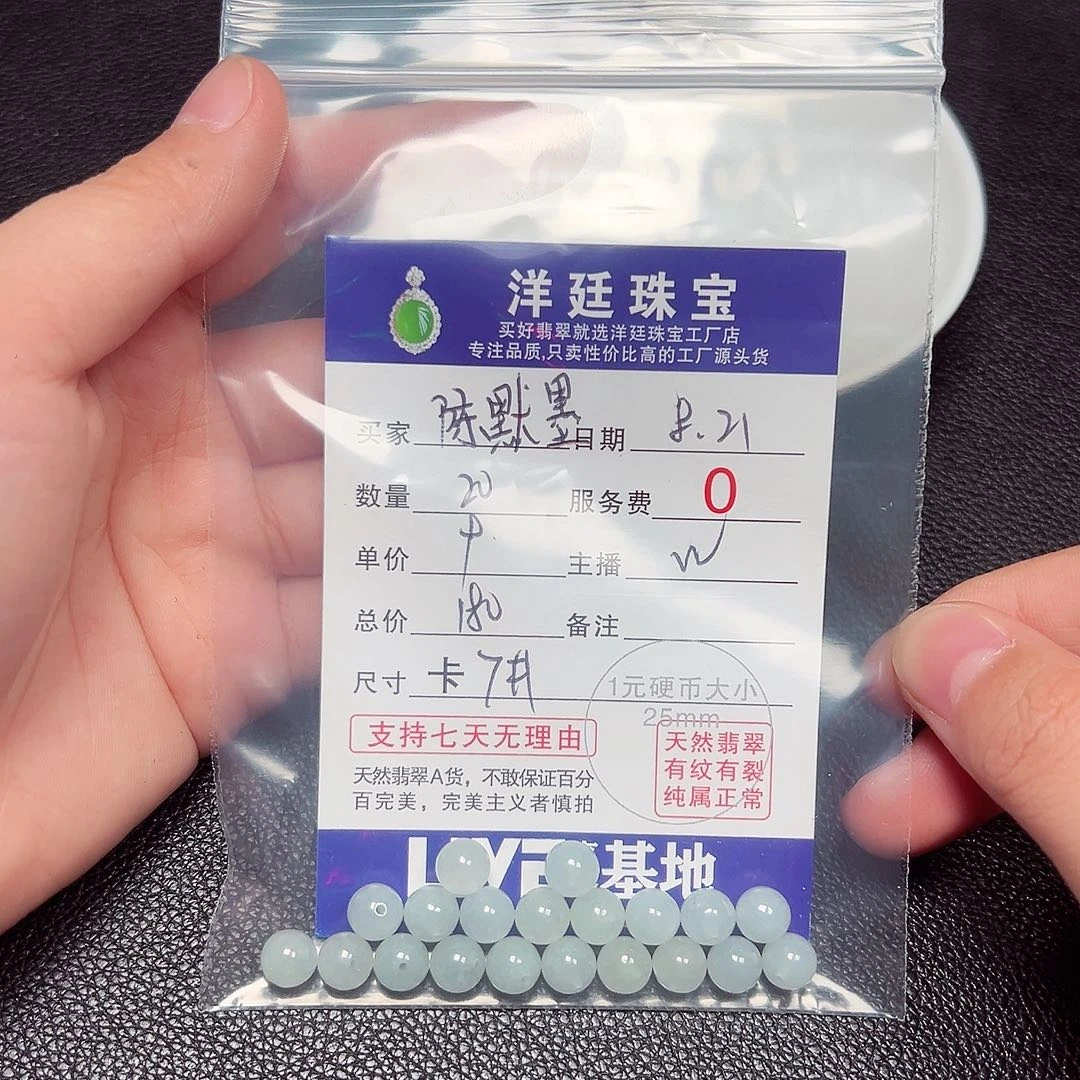 洋廷珠宝
买好翡翠就选洋廷珠宝工厂店
专注品质,只卖性价比高的工厂源头货
买家 陈默墨 日期 8.21
数量 20 服务费 0
单价 9. 主播 W
总价 180 备注
尺寸 卡7# 1元硬币大小
25mm
支持七天无理由
天然翡翠
有纹有裂
纯属正常
天然翡翠A货，不敢保证百分
百完美，完美主义者慎拍
基地